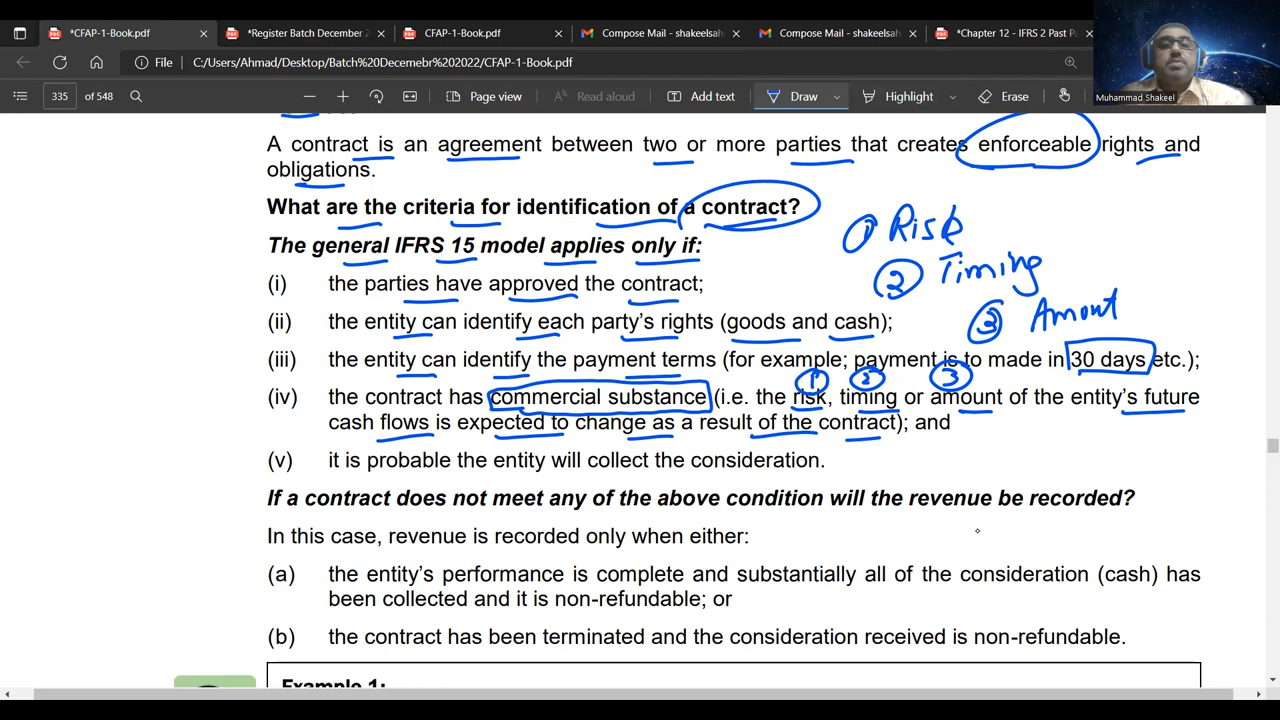 *CFAP-1-Book.pdf
*Register Batch December 2022
CFAP-1-Book.pdf
Compose Mail - shakeelsah
Compose Mail - shakeelsah
*Chapter 12 - IFRS 2 Past Pa
File C:/Users/Ahmad/Desktop/Batch%20Decemebr%202022/CFAP-1-Book.pdf
335 of 548 Page view Read aloud Add text Draw Highlight Erase
Muhammad Shakeel
A contract is an agreement between two or more parties that creates enforceable rights and
obligations.
What are the criteria for identification of a contract?
① Risk
The general IFRS 15 model applies only if:
② Timing
(i) the parties have approved the contract;
③ Amount
(ii) the entity can identify each party's rights (goods and cash);
(iii) the entity can identify the payment terms (for example; payment is to made in 30 days etc.);
① ② ③
(iv) the contract has commercial substance (i.e. the risk, timing or amount of the entity's future
cash flows is expected to change as a result of the contract); and
(v) it is probable the entity will collect the consideration.
If a contract does not meet any of the above condition will the revenue be recorded?
In this case, revenue is recorded only when either:
(a) the entity's performance is complete and substantially all of the consideration (cash) has
been collected and it is non-refundable; or
(b) the contract has been terminated and the consideration received is non-refundable.
Example 1: